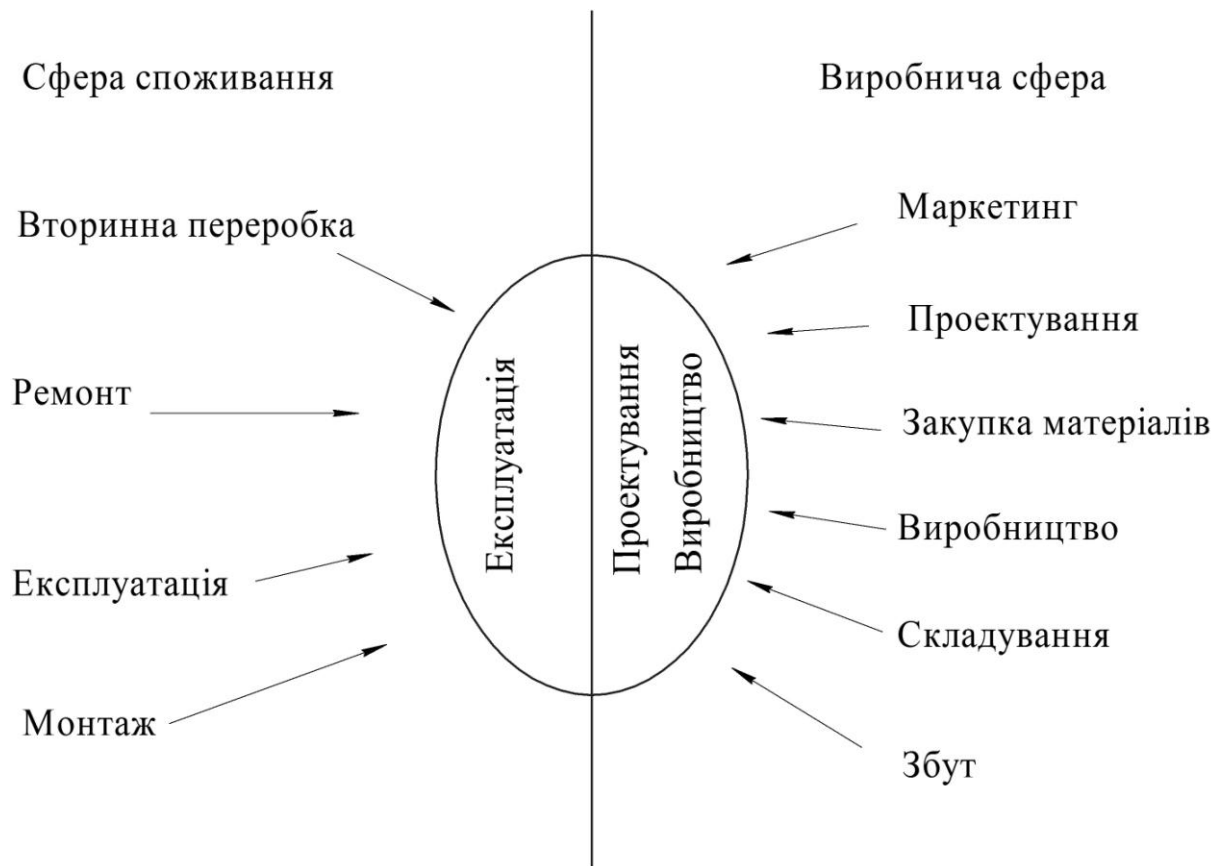 Сфера споживання
Виробнича сфера
Вторинна переробка
Ремонт
Експлуатація
Монтаж
Експлуатація
Проектування
Виробництво
Маркетинг
Проектування
Закупка матеріалів
Виробництво
Складування
Збут